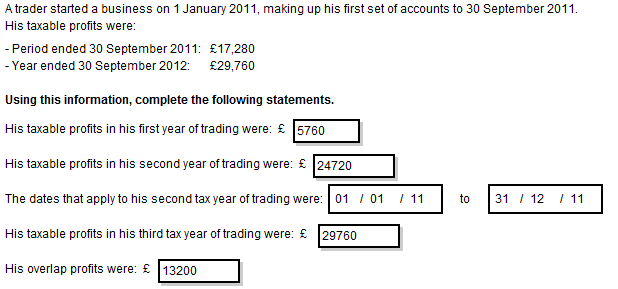 A trader started a business on 1 January 2011, making up his first set of accounts to 30 September 2011.
His taxable profits were:
- Period ended 30 September 2011: £17,280
- Year ended 30 September 2012: £29,760
Using this information, complete the following statements.
His taxable profits in his first year of trading were: £ 5760
His taxable profits in his second year of trading were: £ 24720
The dates that apply to his second tax year of trading were: 01 / 01 / 11 to 31 / 12 / 11
His taxable profits in his third tax year of trading were: £ 29760
His overlap profits were: £ 13200